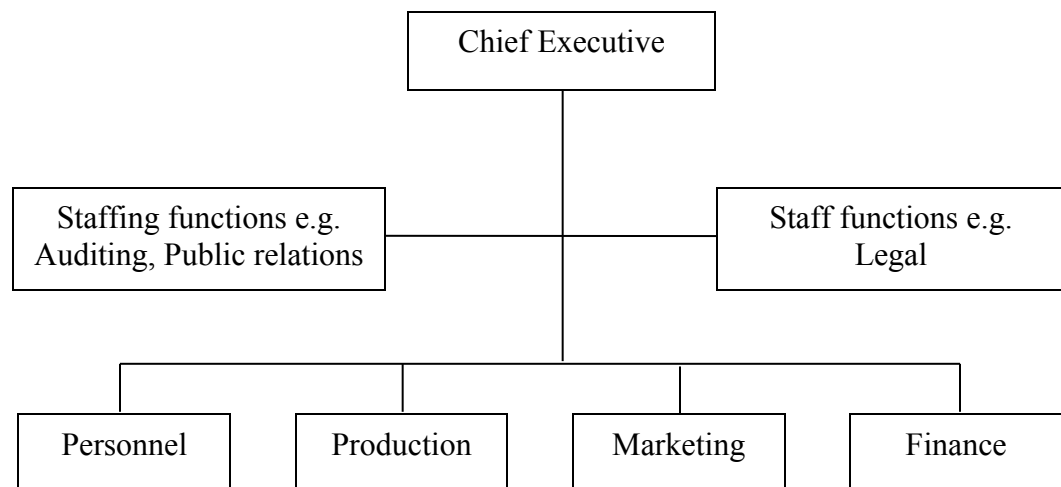 Chief Executive
Staffing functions e.g.
Auditing, Public relations
Staff functions e.g.
Legal
Personnel
Production
Marketing
Finance